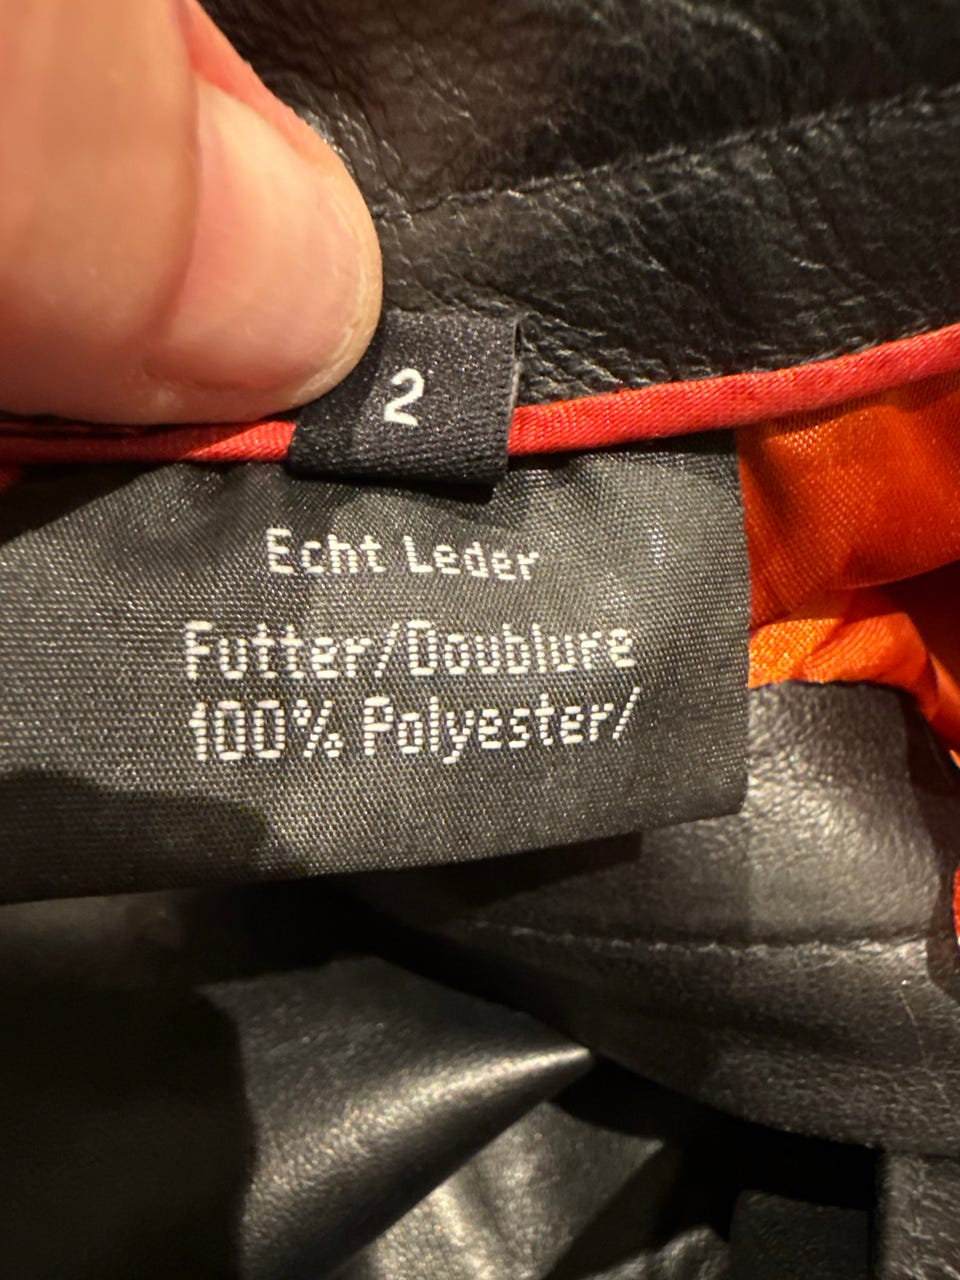 2
Echt Leder
Futter/Doublure
100% Polyester/